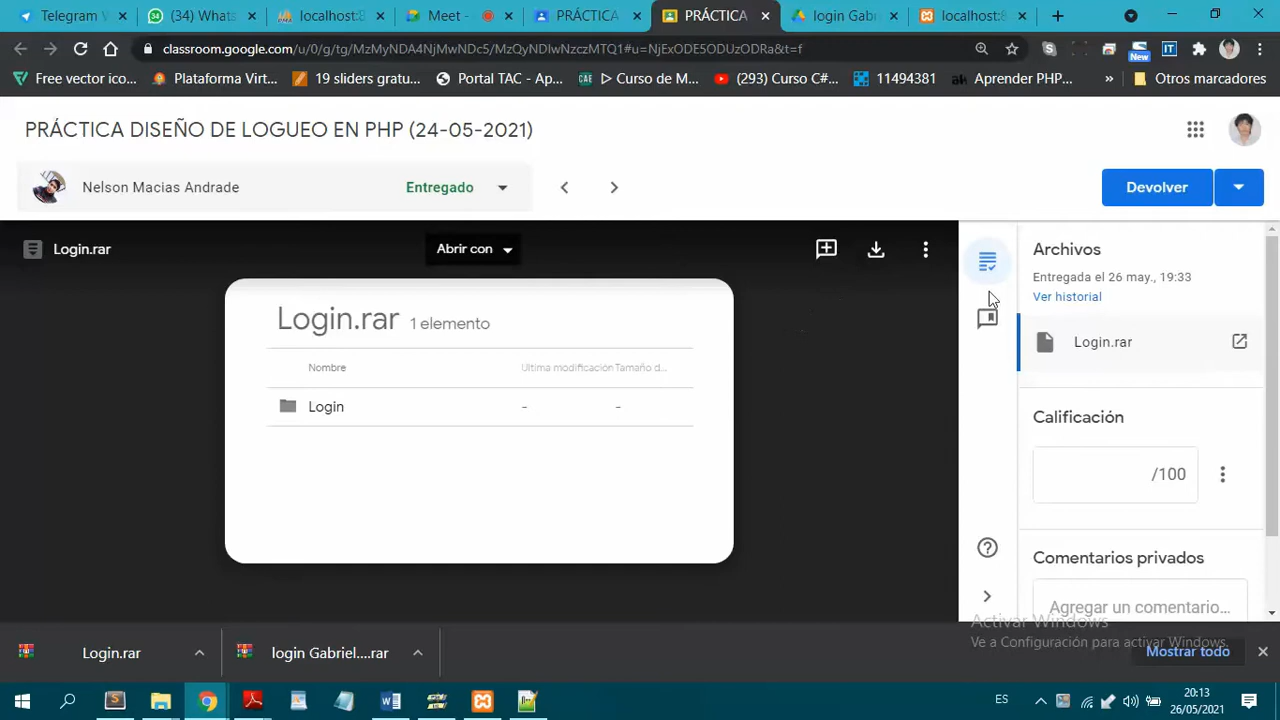 Telegram V
(34) Whats
localhost:8
Meet -
PRÁCTICA
PRÁCTICA
login Gabr
localhost:8
classroom.google.com/u/0/g/tg/MzMyNDA4NjMwNDc5/MzQyNDIwNzczMTQ1#u=NjExODE5ODUzODRa&t=f
New
Free vector ico...
Plataforma Virt...
19 sliders gratu...
Portal TAC - Ap...
CAE
▷ Curso de M...
(293) Curso C#...
11494381
Aprender PHP...
»
Otros marcadores
PRÁCTICA DISEÑO DE LOGUEO EN PHP (24-05-2021)
Nelson Macias Andrade
Entregado
Devolver
Login.rar
Abrir con
Archivos
Entregada el 26 may., 19:33
Ver historial
Login.rar
Login.rar 1 elemento
Nombre
Última modificación
Tamaño d...
Login
-
-
Calificación
/100
Comentarios privados
Agregar un comentario...
Activar Windows
Ve a Configuración para activar Windows.
Login.rar
login Gabriel....rar
Mostrar todo
ES
20:13
26/05/2021